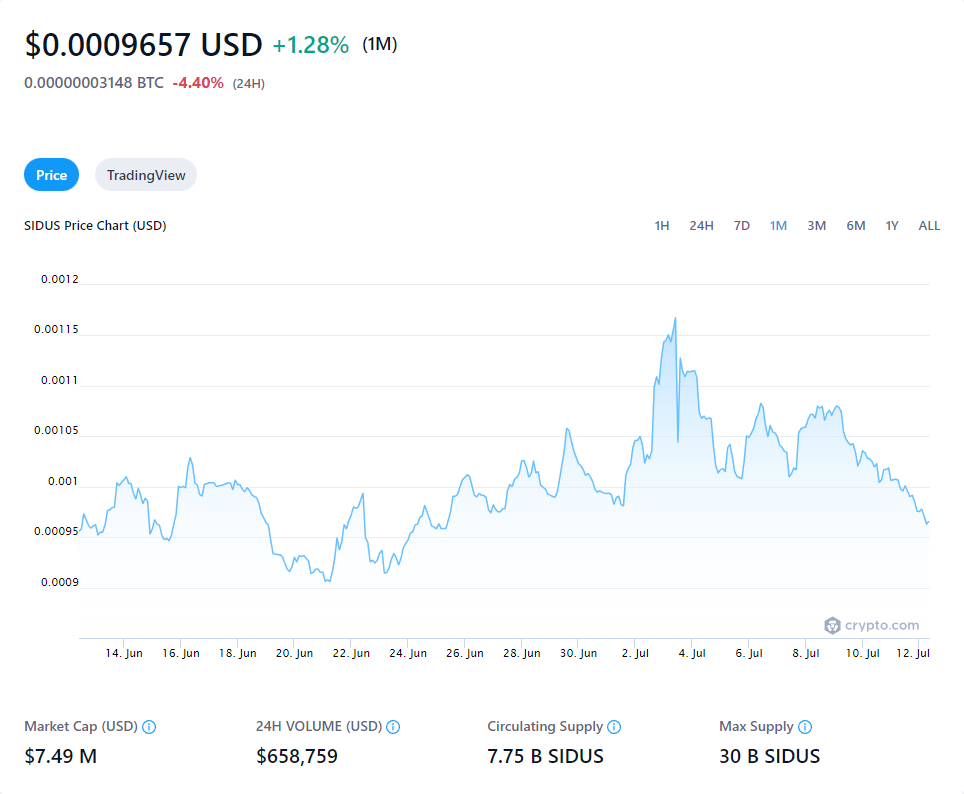 $0.0009657 USD +1.28% (1M)
0.00000003148 BTC -4.40% (24H)
Price TradingView
SIDUS Price Chart (USD) 1H 24H 7D 1M 3M 6M 1Y ALL
0.0012
0.00115
0.0011
0.00105
0.001
0.00095
0.0009
crypto.com
14. Jun 16. Jun 18. Jun 20. Jun 22. Jun 24. Jun 26. Jun 28. Jun 30. Jun 2. Jul 4. Jul 6. Jul 8. Jul 10. Jul 12. Jul
Market Cap (USD) 24H VOLUME (USD) Circulating Supply Max Supply
$7.49 M $658,759 7.75 B SIDUS 30 B SIDUS